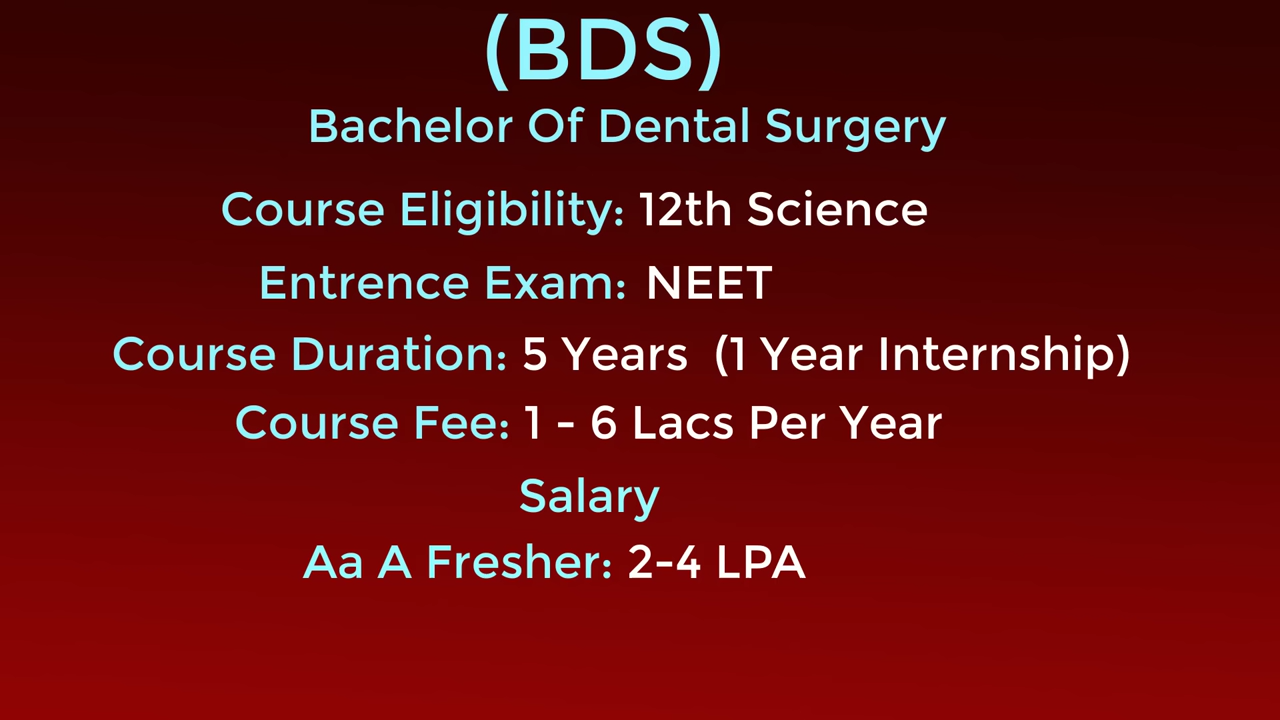 (BDS)
Bachelor Of Dental Surgery
Course Eligibility: 12th Science
Entrence Exam: NEET
Course Duration: 5 Years (1 Year Internship)
Course Fee: 1 - 6 Lacs Per Year
Salary
Aa A Fresher: 2-4 LPA